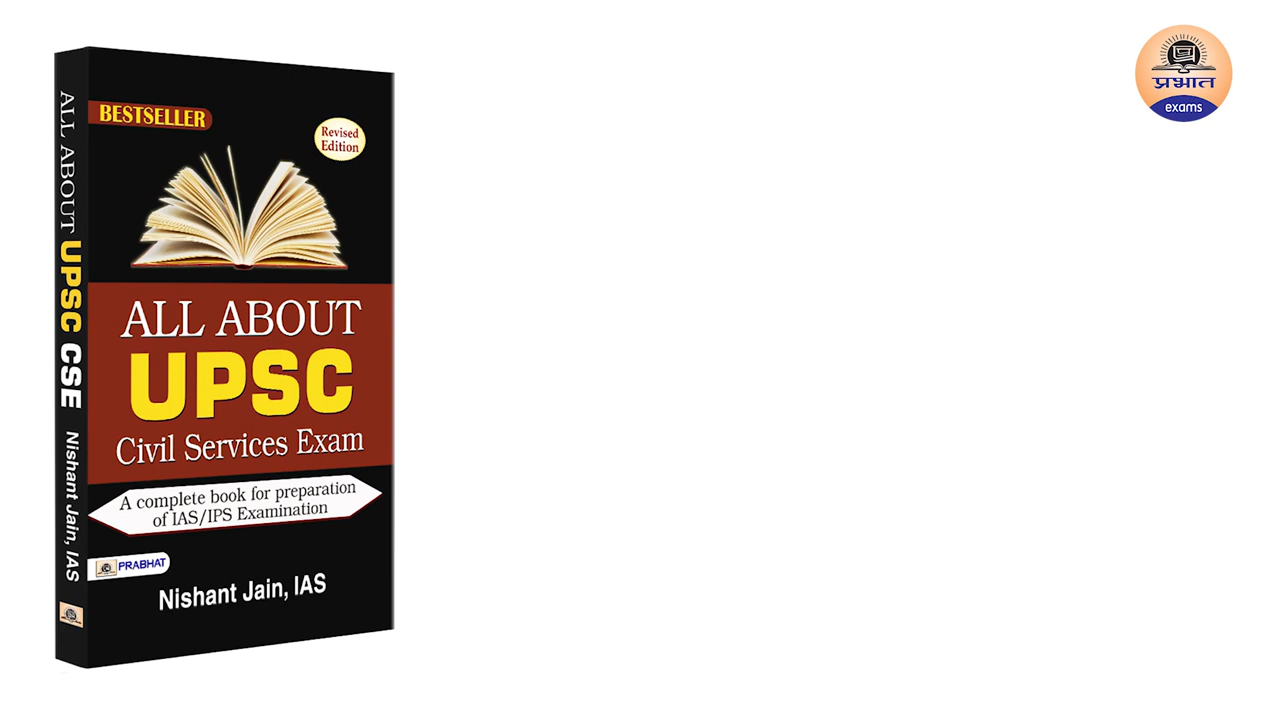 ALL ABOUT UPSC CSE Nishant Jain, IAS
BESTSELLER
Revised
Edition
ALL ABOUT
UPSC
Civil Services Exam
A complete book for preparation
of IAS/IPS Examination
PRABHAT
Nishant Jain, IAS
प्रभात
exams